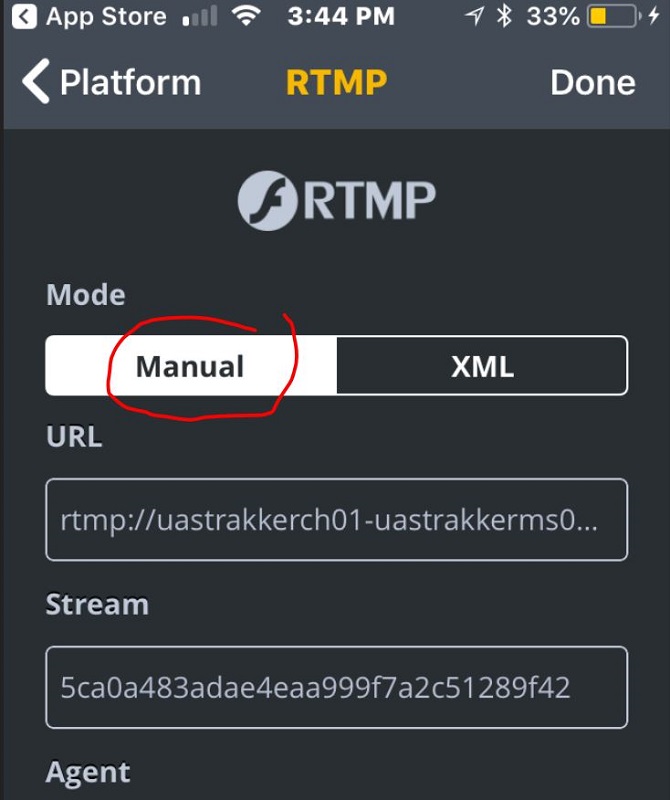 App Store 3:44 PM 33%
Platform RTMP Done
RTMP
Mode
Manual XML
URL
rtmp://uastrakkerch01-uastrakkerms0...
Stream
5ca0a483adae4eaa999f7a2c51289f42
Agent